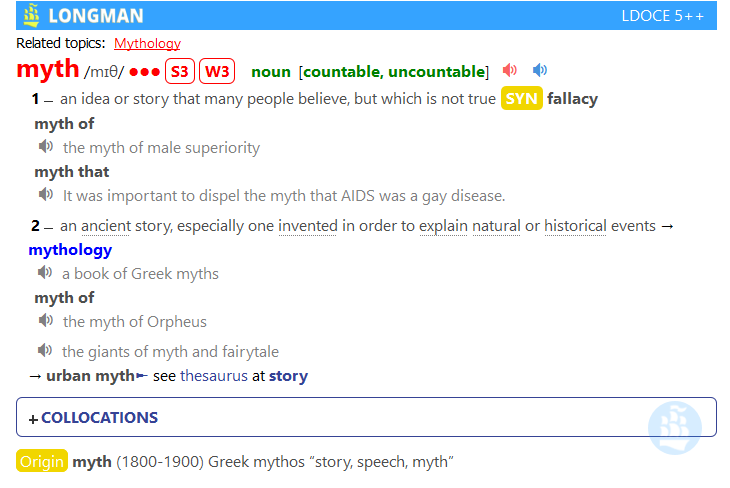 LONGMAN LDOCE 5++
Related topics: Mythology
myth /mɪθ/ ●●● S3 W3 noun [countable, uncountable]
1 – an idea or story that many people believe, but which is not true SYN fallacy
myth of
the myth of male superiority
myth that
It was important to dispel the myth that AIDS was a gay disease.
2 – an ancient story, especially one invented in order to explain natural or historical events →
mythology
a book of Greek myths
myth of
the myth of Orpheus
the giants of myth and fairytale
→ urban myth➼ see thesaurus at story
+COLLOCATIONS
Origin myth (1800-1900) Greek mythos “story, speech, myth”